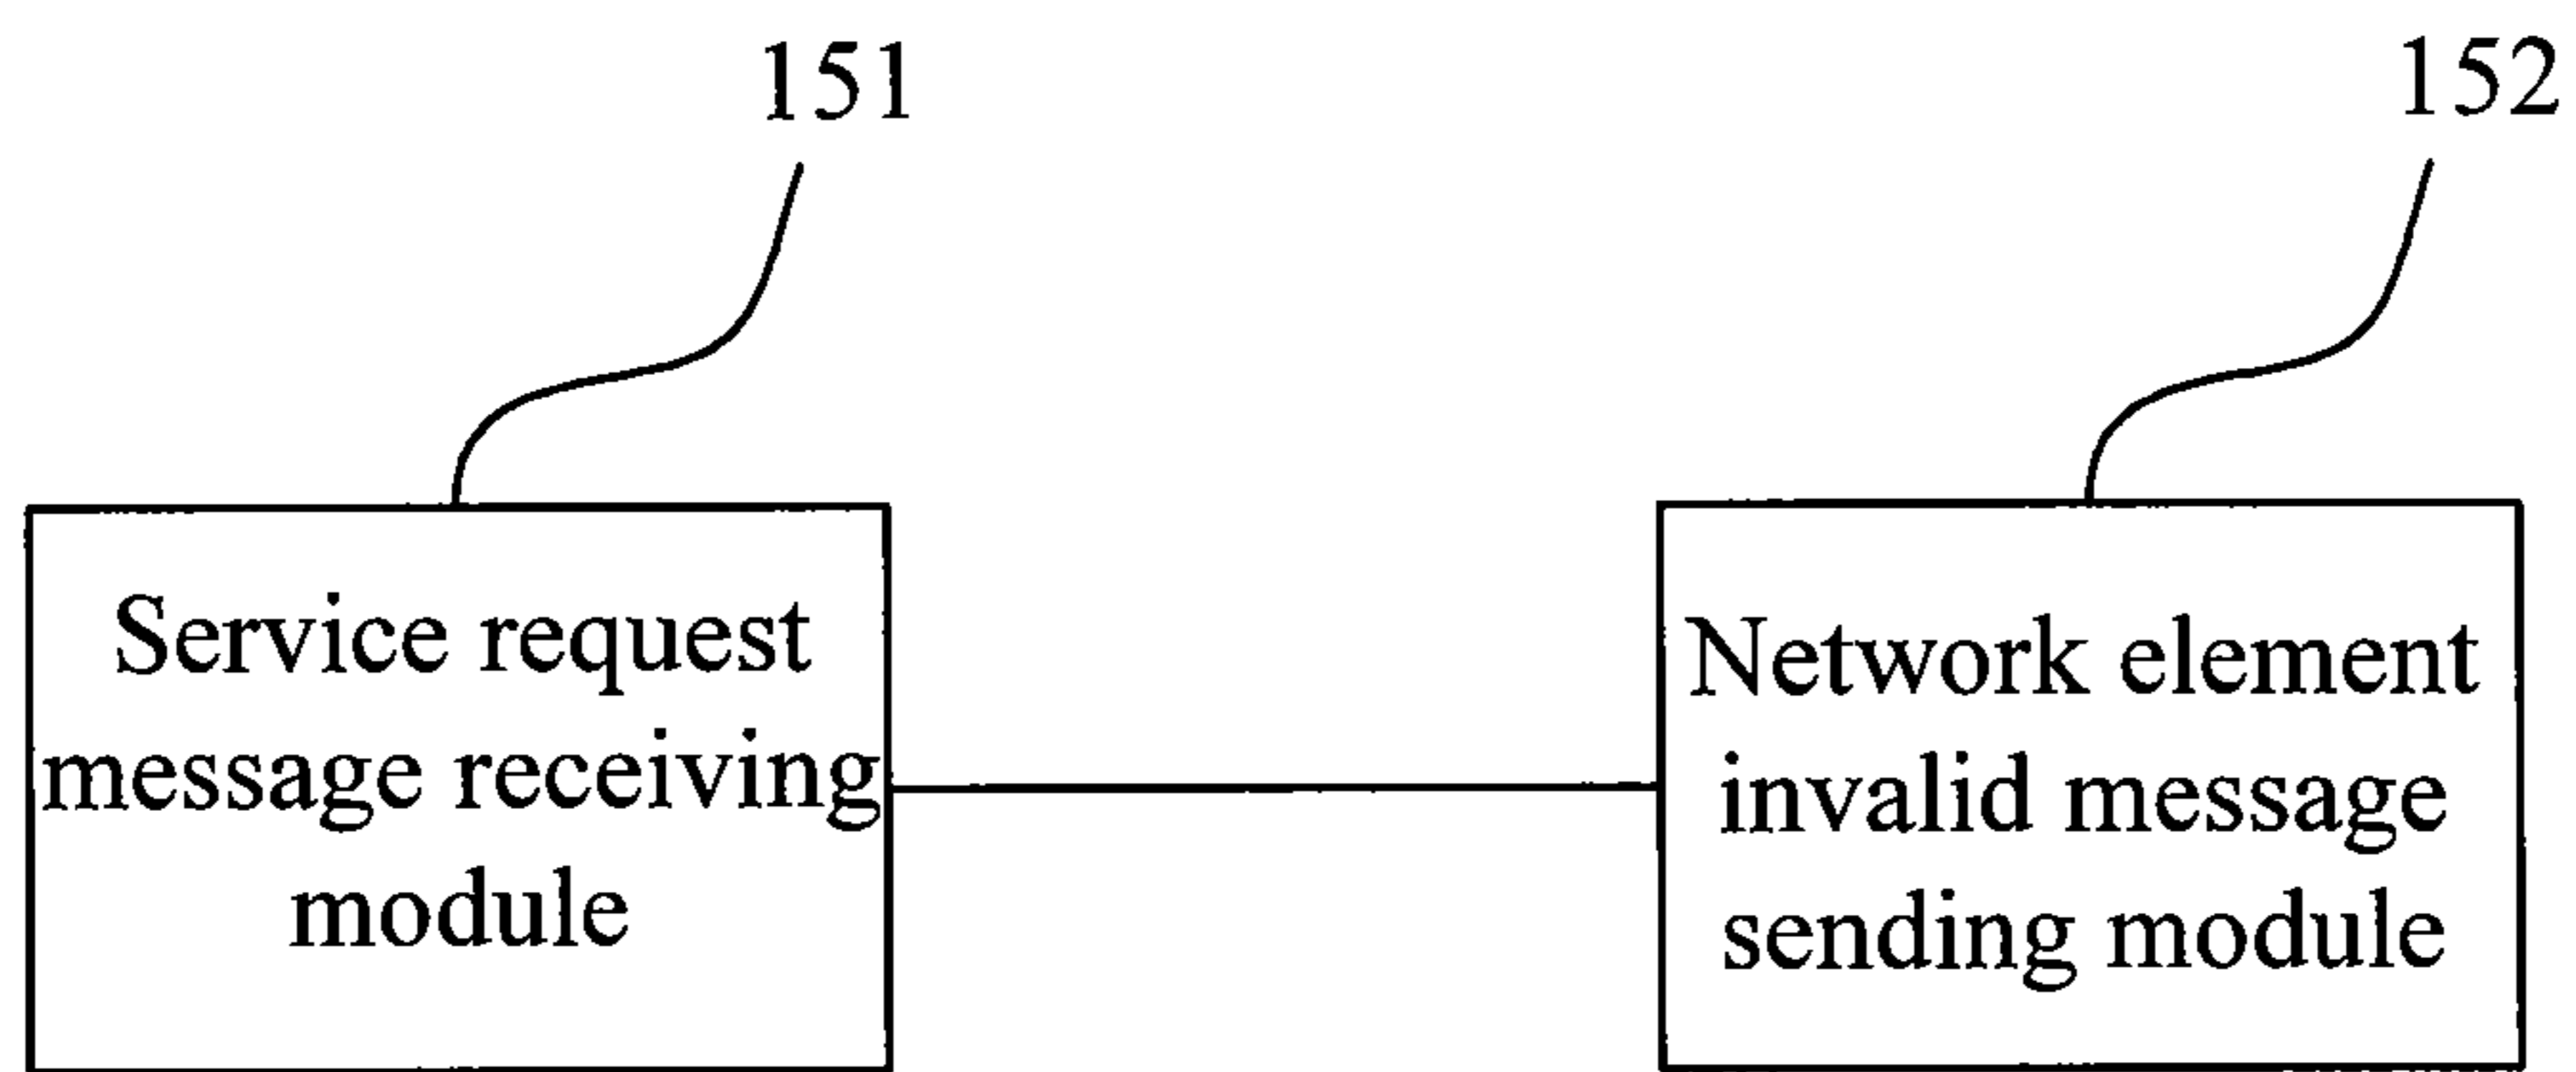 151
152
Service request
message receiving
module
Network element
invalid message
sending module